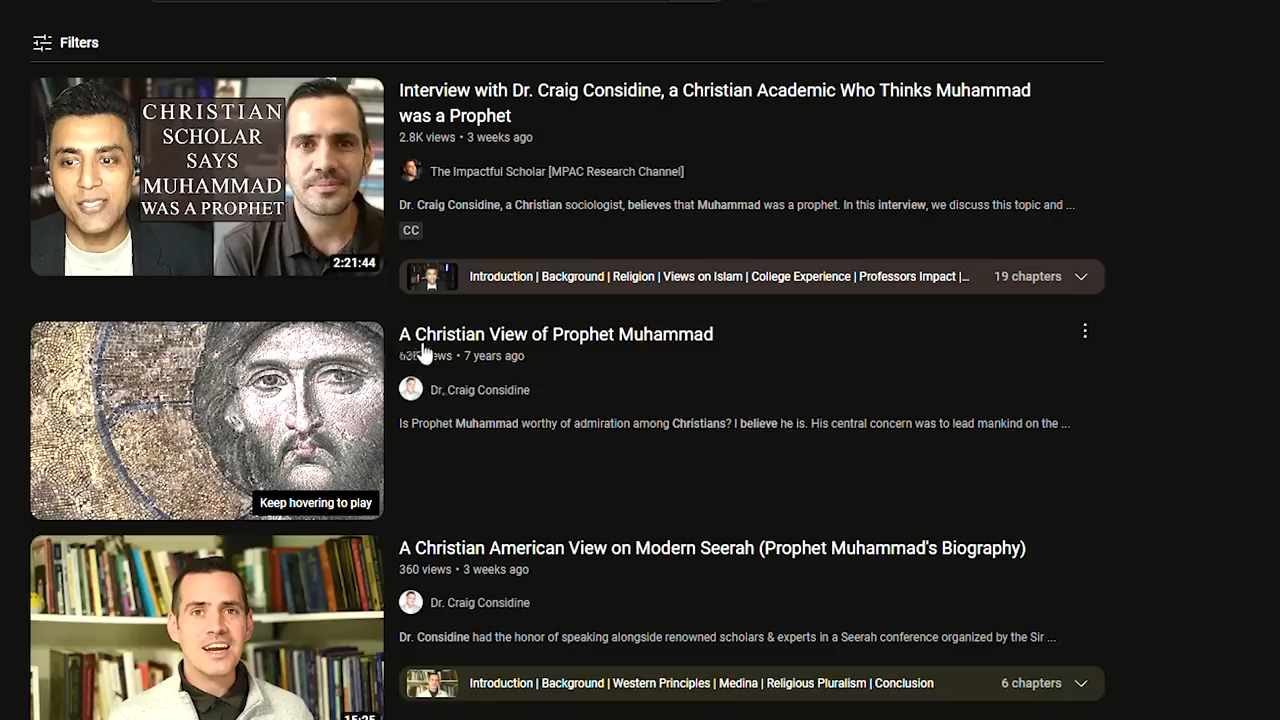 Filters
CHRISTIAN
SCHOLAR
SAYS
MUHAMMAD
WAS A PROPHET
2:21:44
Interview with Dr. Craig Considine, a Christian Academic Who Thinks Muhammad
was a Prophet
2.8K views • 3 weeks ago
The Impactful Scholar [MPAC Research Channel]
Dr. Craig Considine, a Christian sociologist, believes that Muhammad was a prophet. In this interview, we discuss this topic and ...
CC
Introduction | Background | Religion | Views on Islam | College Experience | Professors Impact |... 19 chapters
Keep hovering to play
A Christian View of Prophet Muhammad
• 7 years ago
Dr. Craig Considine
Is Prophet Muhammad worthy of admiration among Christians? I believe he is. His central concern was to lead mankind on the ...
15:25
A Christian American View on Modern Seerah (Prophet Muhammad's Biography)
360 views • 3 weeks ago
Dr. Craig Considine
Dr. Considine had the honor of speaking alongside renowned scholars & experts in a Seerah conference organized by the Sir ...
Introduction | Background | Western Principles | Medina | Religious Pluralism | Conclusion 6 chapters